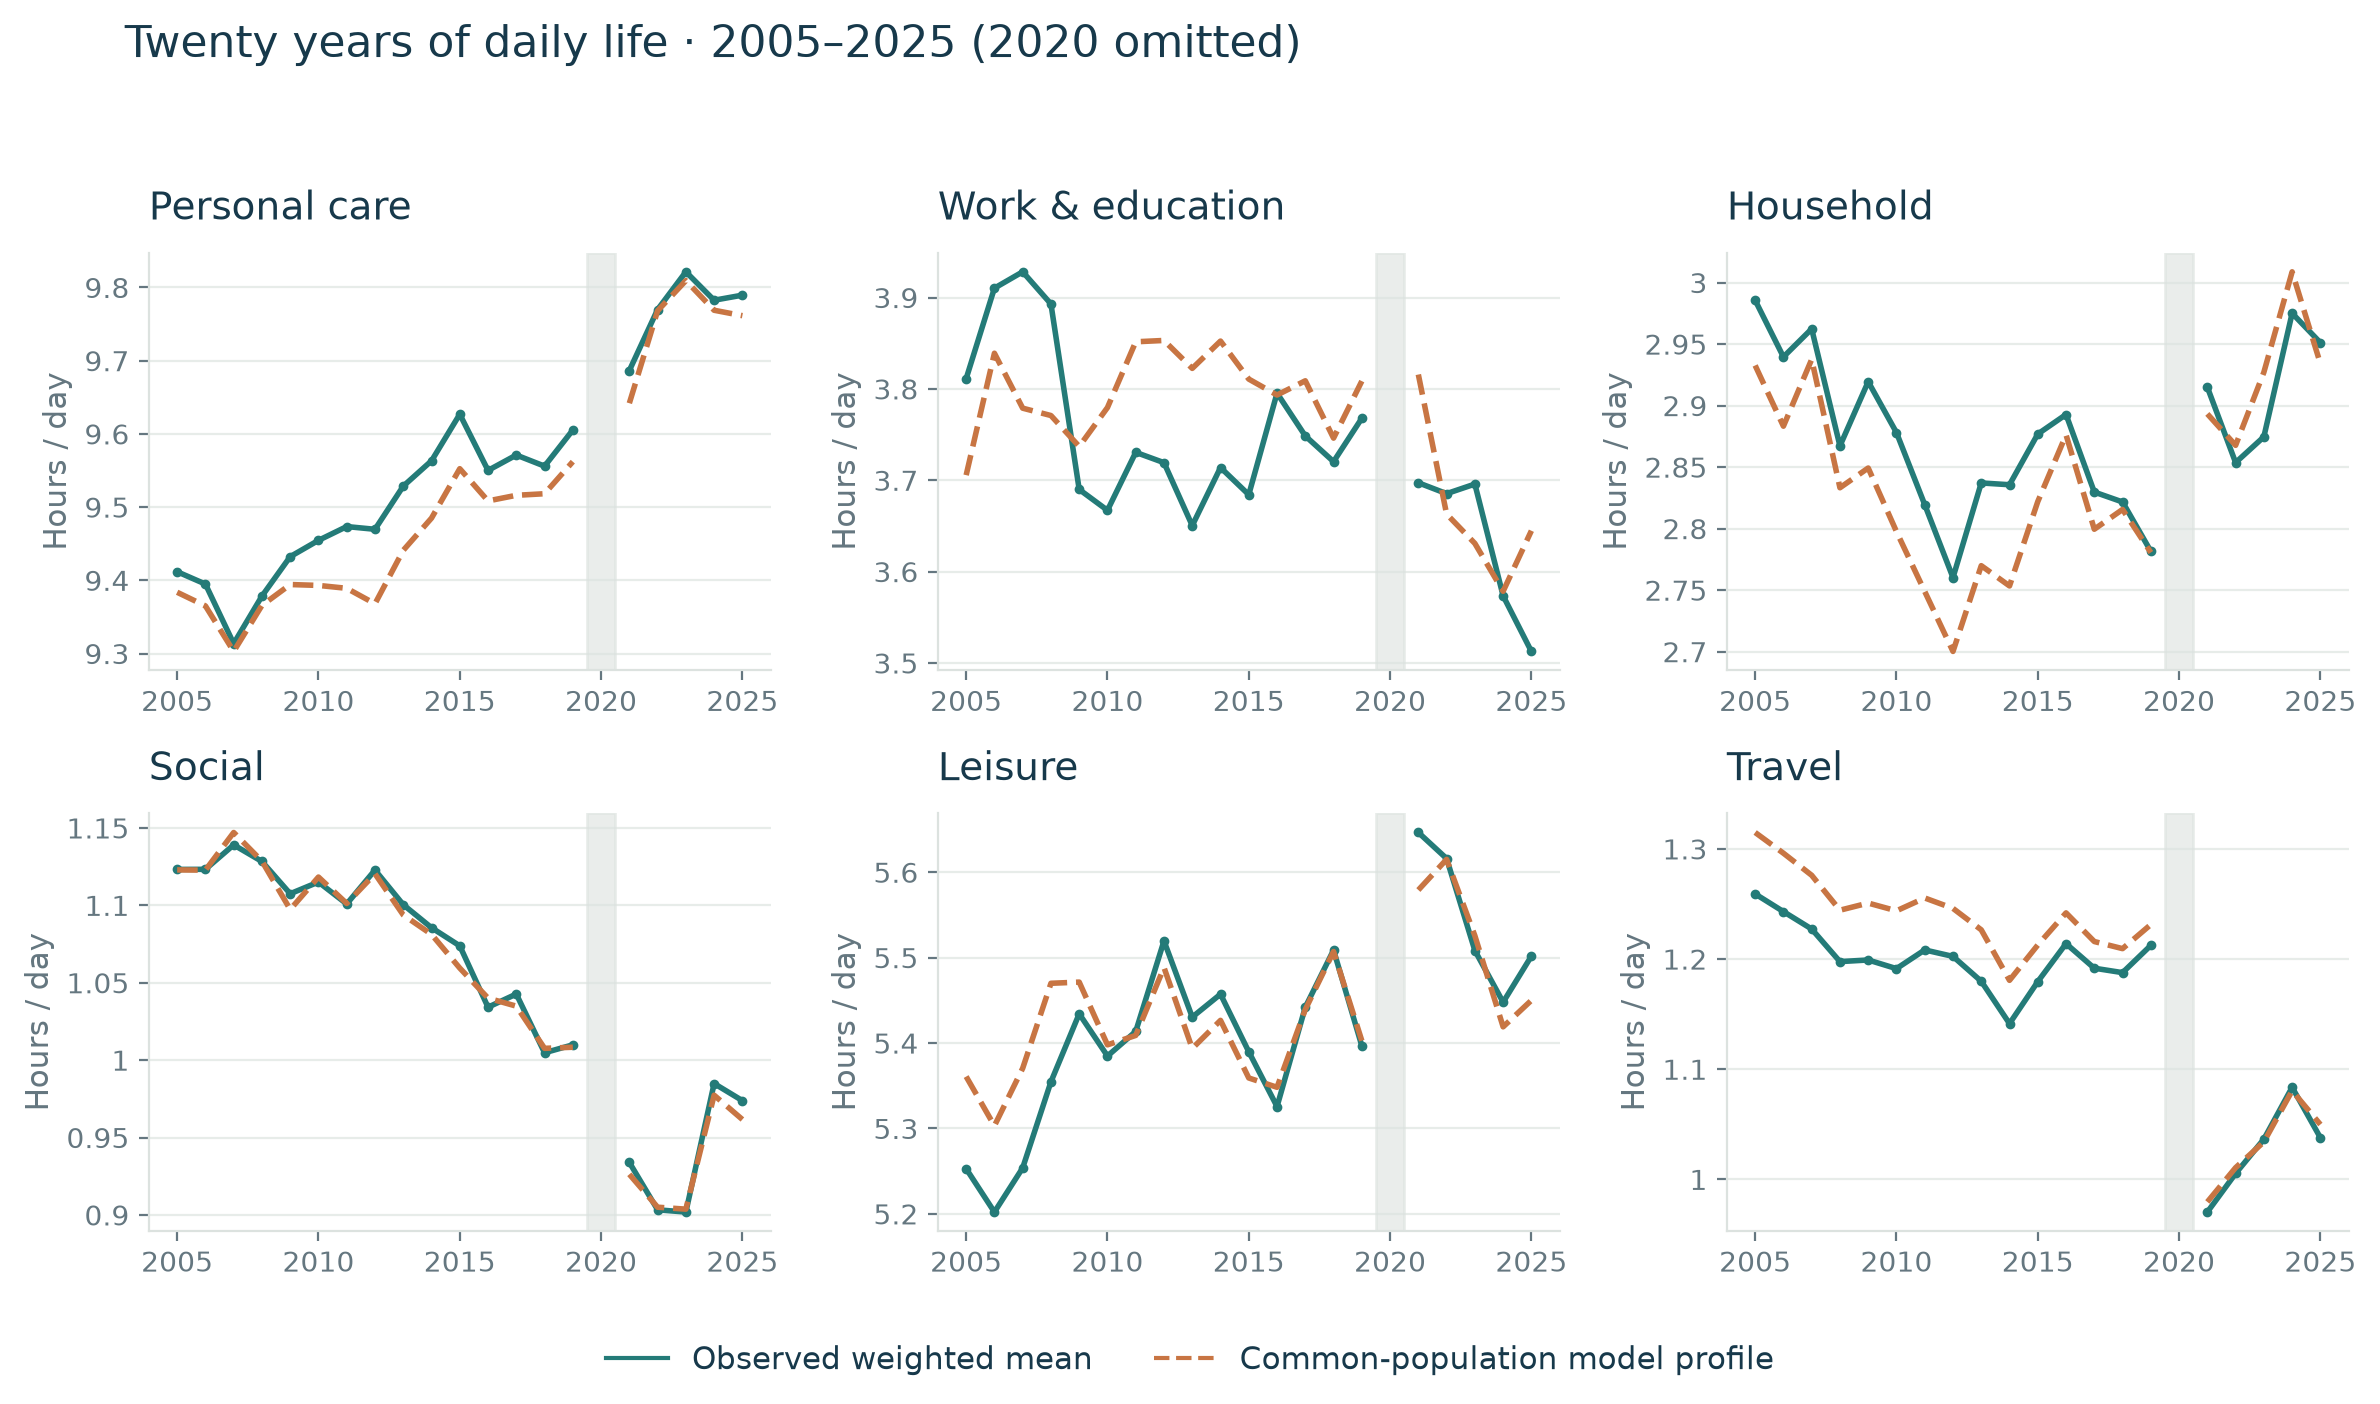 Twenty years of daily life · 2005–2025 (2020 omitted)
Personal care
Hours / day
9.8
9.7
9.6
9.5
9.4
9.3
2005 2010 2015 2020 2025
Work & education
Hours / day
3.9
3.8
3.7
3.6
3.5
2005 2010 2015 2020 2025
Household
Hours / day
3
2.95
2.9
2.85
2.8
2.75
2.7
2005 2010 2015 2020 2025
Social
Hours / day
1.15
1.1
1.05
1
0.95
0.9
2005 2010 2015 2020 2025
Leisure
Hours / day
5.6
5.5
5.4
5.3
5.2
2005 2010 2015 2020 2025
Travel
Hours / day
1.3
1.2
1.1
1
2005 2010 2015 2020 2025
Observed weighted mean
Common-population model profile